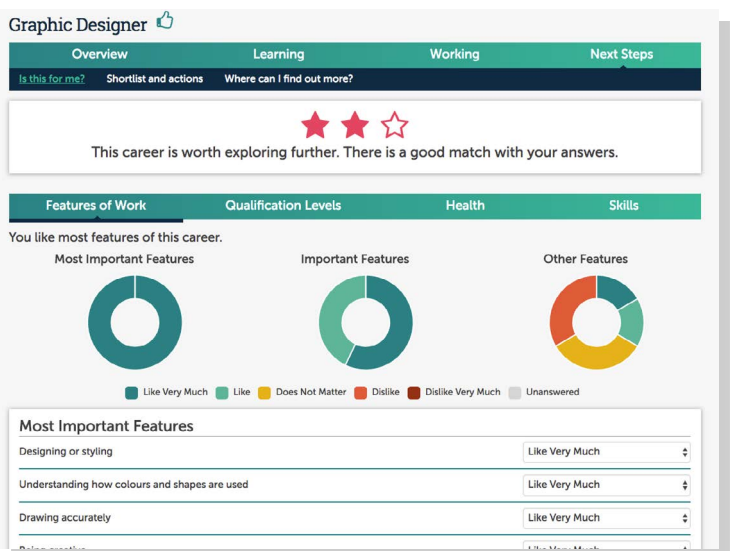 Graphic Designer
Overview Learning Working Next Steps
Is this for me? Shortlist and actions Where can I find out more?
This career is worth exploring further. There is a good match with your answers.
Features of Work Qualification Levels Health Skills
You like most features of this career.
Most Important Features Important Features Other Features
Like Very Much Like Does Not Matter Dislike Dislike Very Much Unanswered
Most Important Features
Designing or styling Like Very Much
Understanding how colours and shapes are used Like Very Much
Drawing accurately Like Very Much